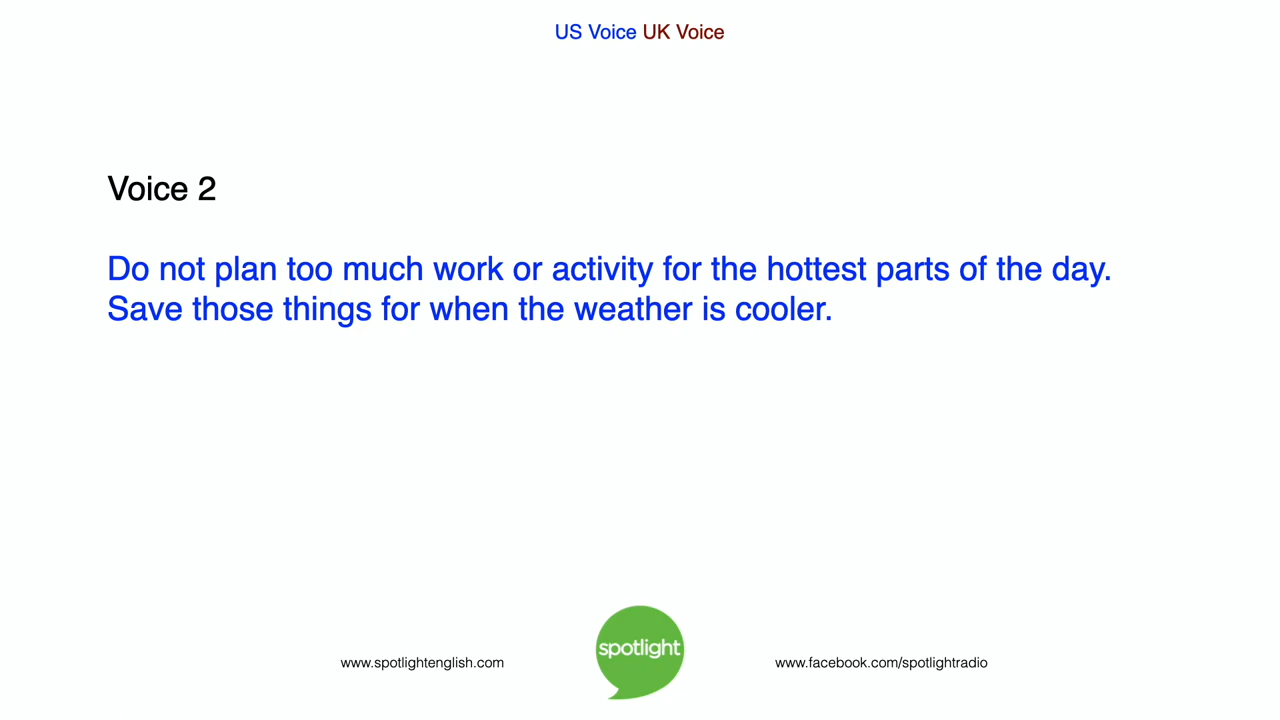 US Voice UK Voice
Voice 2
Do not plan too much work or activity for the hottest parts of the day.
Save those things for when the weather is cooler.
www.spotlightenglish.com
spotlight
www.facebook.com/spotlightradio